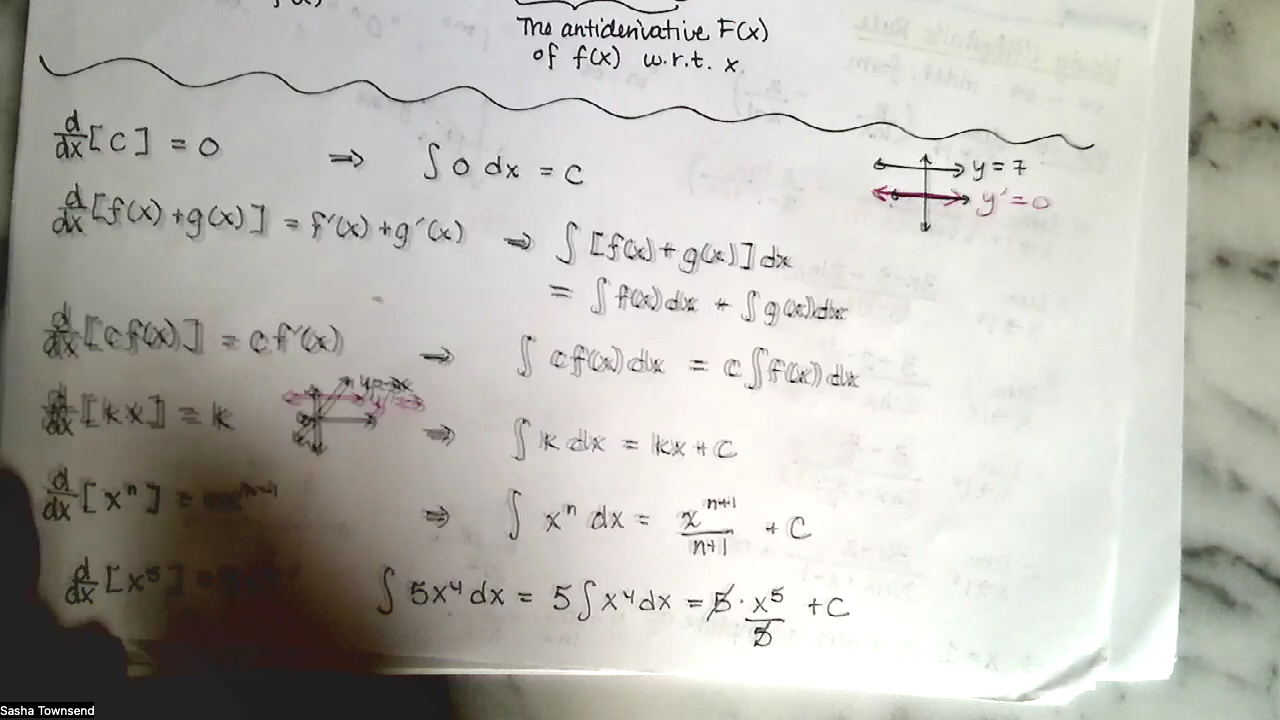 The antiderivative F(x)
of f(x) w.r.t. x
d/dx [C] = 0 ⇒ ∫ 0 dx = C
y = 7
y' = 0
d/dx [f(x) + g(x)] = f'(x) + g'(x) ⇒ ∫ [f(x) + g(x)] dx
= ∫ f(x) dx + ∫ g(x) dx
d/dx [c f(x)] = c f'(x) ⇒ ∫ c f(x) dx = c ∫ f(x) dx
d/dx [kx] = k ⇒ ∫ k dx = kx + C
d/dx [xⁿ] = ⇒ ∫ xⁿ dx = xⁿ⁺¹/n+1 + C
d/dx [x⁵] = ∫ 5x⁴ dx = 5 ∫ x⁴ dx = 5 · x⁵/5 + C
Sasha Townsend